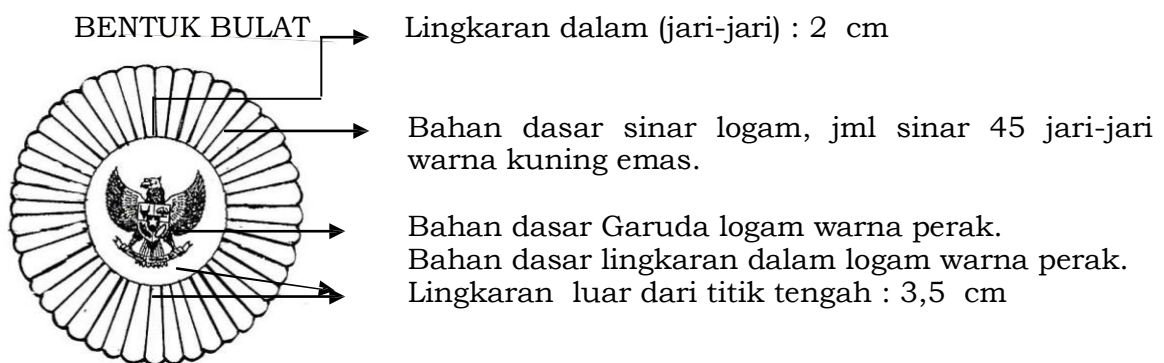 BENTUK BULAT
Lingkaran dalam (jari-jari) : 2 cm
Bahan dasar sinar logam, jml sinar 45 jari-jari
warna kuning emas.
Bahan dasar Garuda logam warna perak.
Bahan dasar lingkaran dalam logam warna perak.
Lingkaran luar dari titik tengah : 3,5 cm